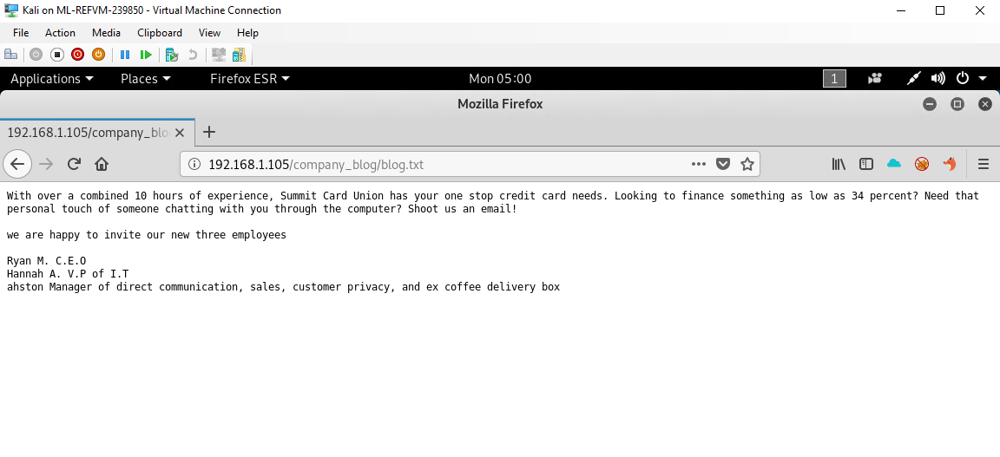 Kali on ML-REFVM-239850 - Virtual Machine Connection
File Action Media Clipboard View Help
Applications Places Firefox ESR Mon 05:00 1
Mozilla Firefox
192.168.1.105/company_blo
192.168.1.105/company_blog/blog.txt
With over a combined 10 hours of experience, Summit Card Union has your one stop credit card needs. Looking to finance something as low as 34 percent? Need that
personal touch of someone chatting with you through the computer? Shoot us an email!
we are happy to invite our new three employees
Ryan M. C.E.O
Hannah A. V.P of I.T
ahston Manager of direct communication, sales, customer privacy, and ex coffee delivery box